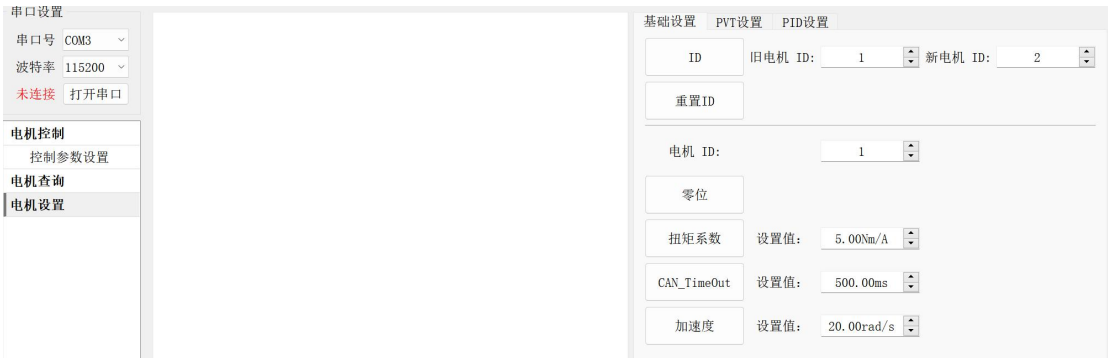 串口设置
串口号 COM3
波特率 115200
未连接 打开串口
电机控制
控制参数设置
电机查询
电机设置
基础设置 PVT设置 PID设置
ID 旧电机 ID: 1 新电机 ID: 2
重置ID
电机 ID: 1
零位
扭矩系数 设置值: 5.00Nm/A
CAN_TimeOut 设置值: 500.00ms
加速度 设置值: 20.00rad/s